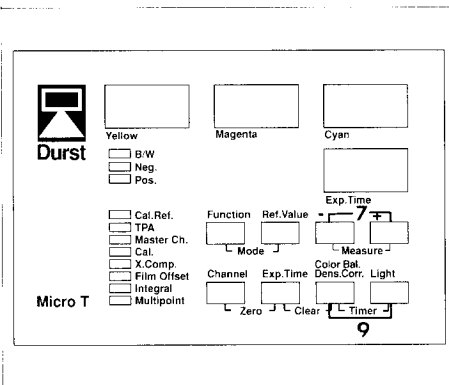 Yellow Magenta Cyan
Durst
B/W
Neg.
Pos.
Exp.Time
Cal.Ref.
TPA
Master Ch.
Cal.
X.Comp.
Film Offset
Integral
Multipoint
Function Ref.Value - 7 +
Mode Measure
Channel Exp.Time Color Bal. Dens.Corr. Light
Micro T
Zero Clear Timer
9